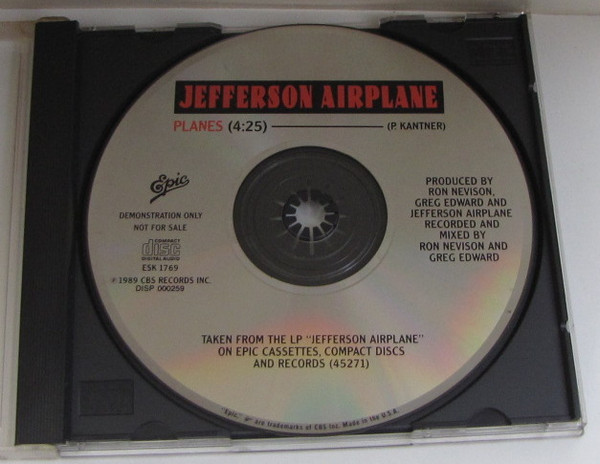 JEFFERSON AIRPLANE
PLANES (4:25) (P. KANTNER)
Epic
DEMONSTRATION ONLY
NOT FOR SALE
COMPACT
disc
DIGITAL AUDIO
ESK 1769
℗ 1989 CBS RECORDS INC.
DISP 000259
PRODUCED BY
RON NEVISON,
GREG EDWARD AND
JEFFERSON AIRPLANE
RECORDED AND
MIXED BY
RON NEVISON AND
GREG EDWARD
TAKEN FROM THE LP "JEFFERSON AIRPLANE"
ON EPIC CASSETTES, COMPACT DISCS
AND RECORDS (45271)
"Epic," are trademarks of CBS Inc. Made in the U.S.A.